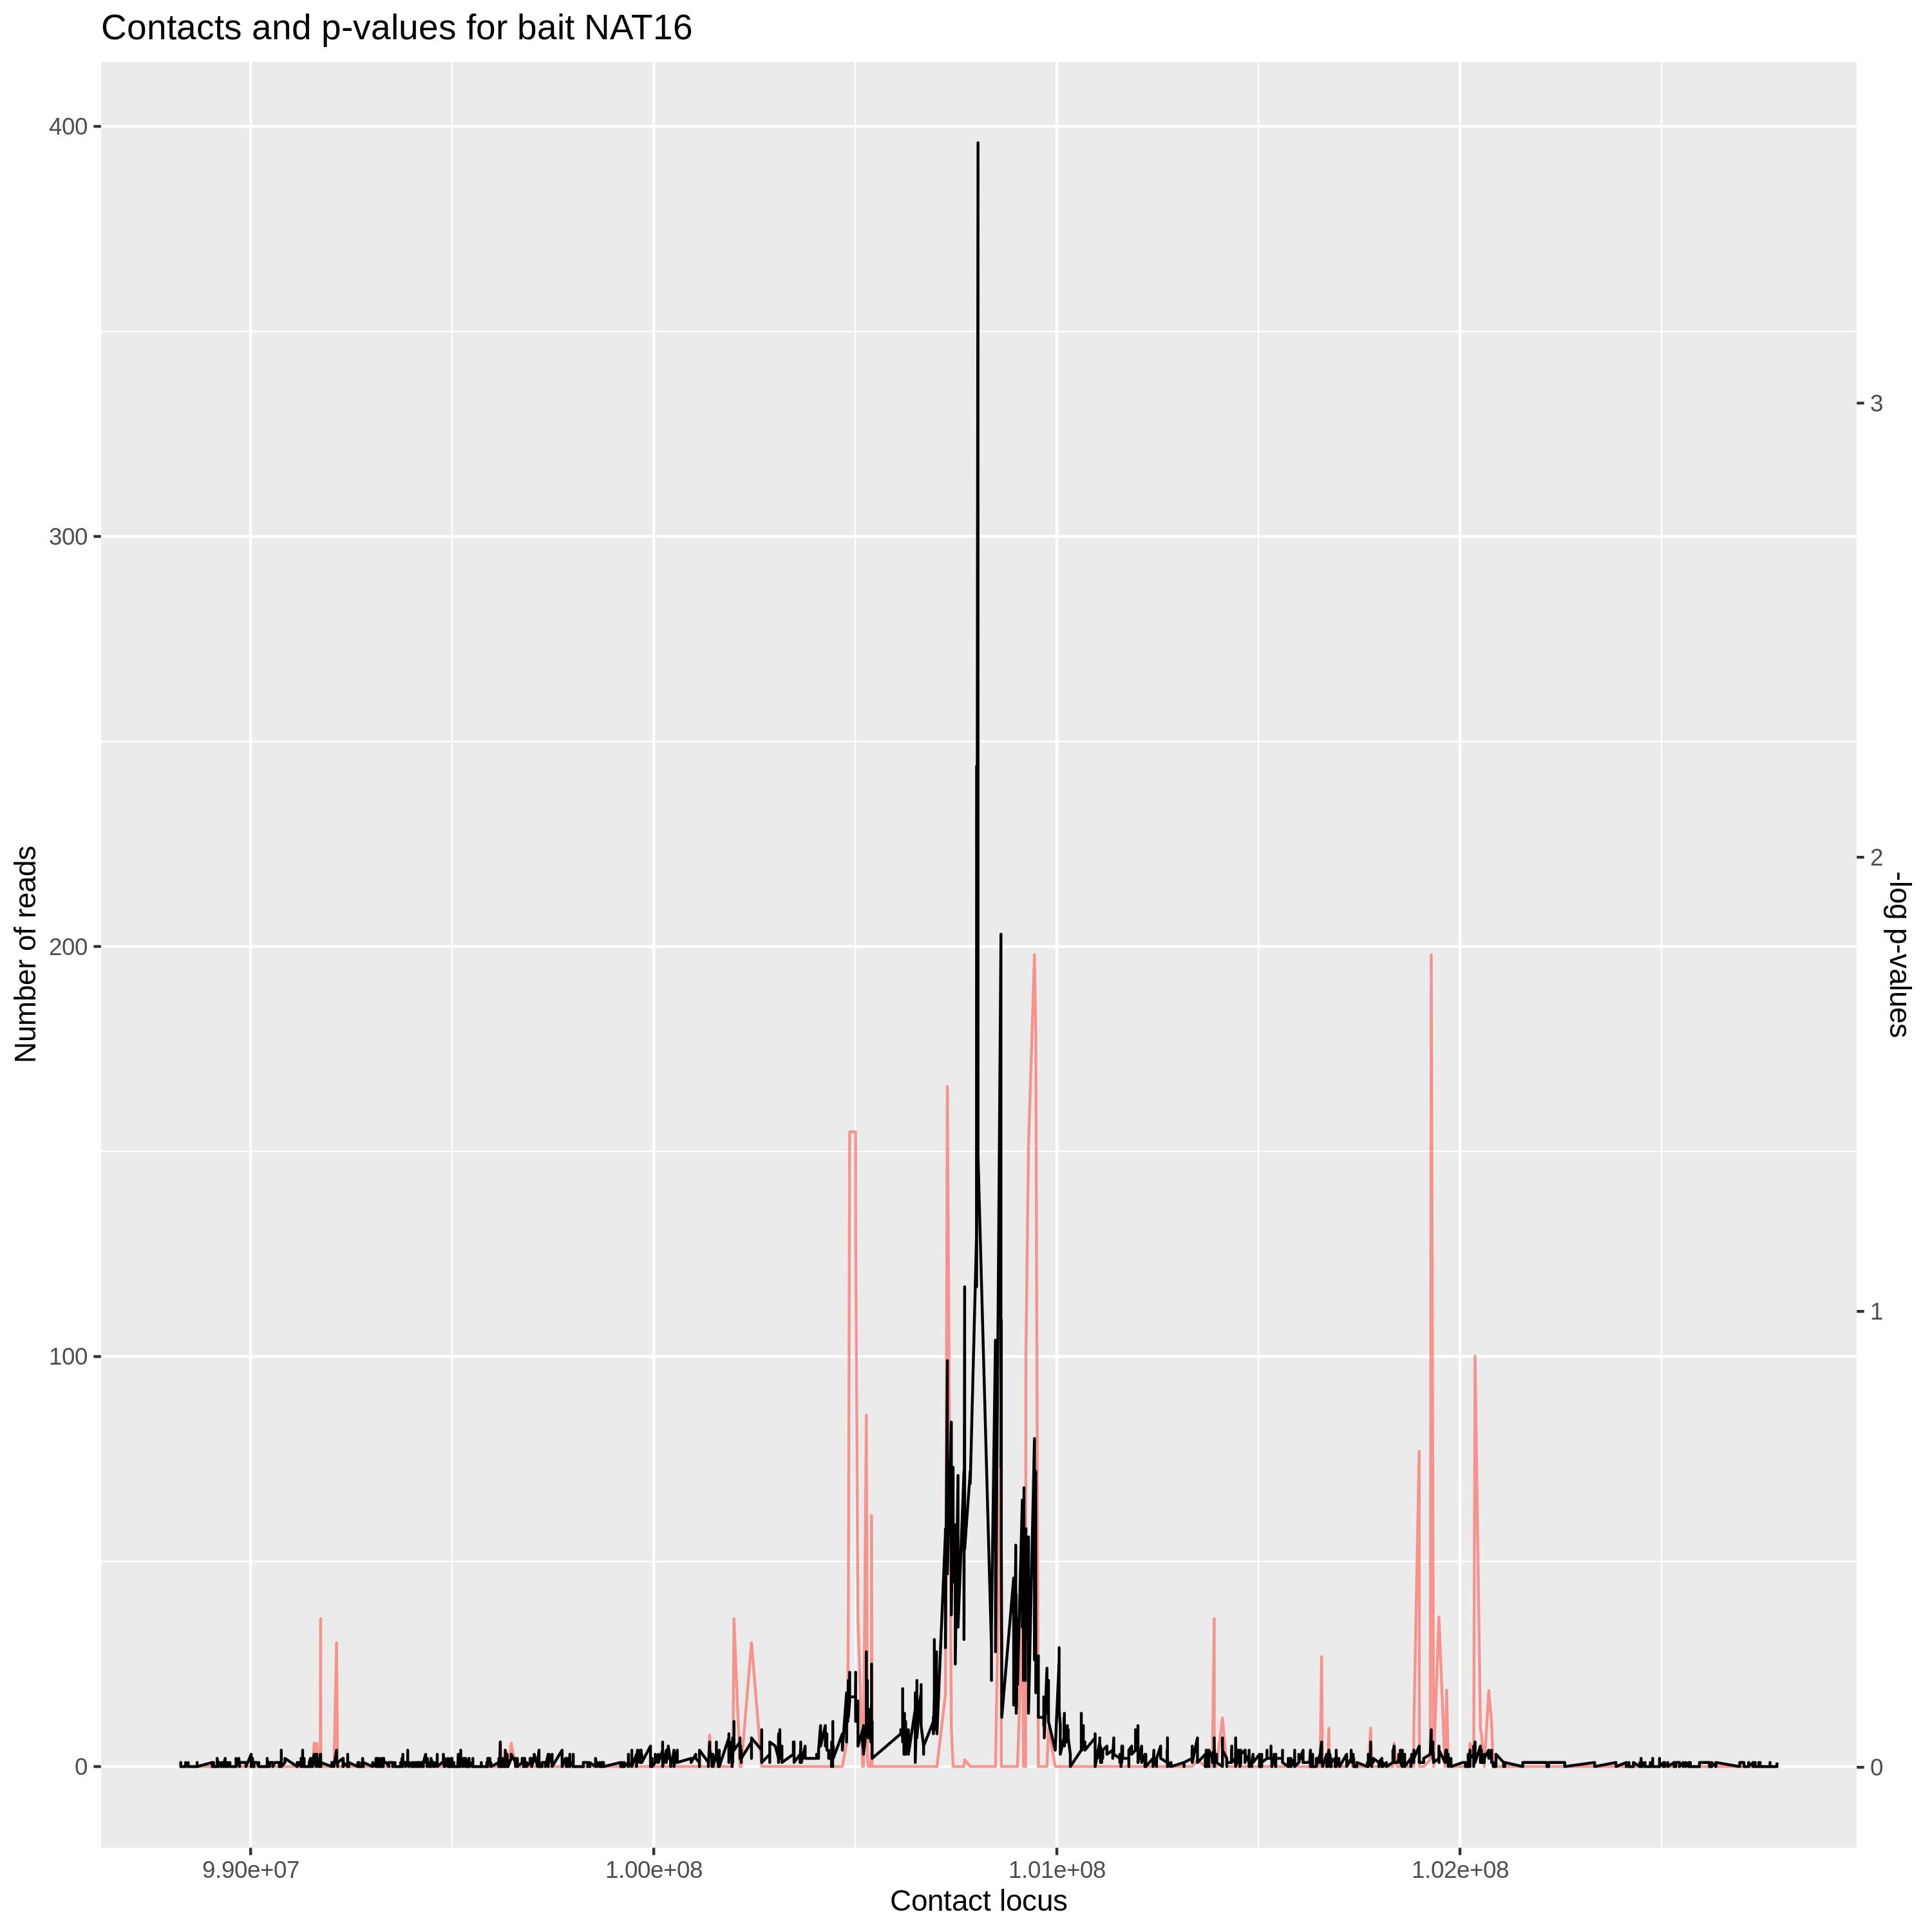 Contacts and p-values for bait NAT16
400
300
200
100
0
Number of reads
3
2
1
0
-log p-values
9.90e+07
1.00e+08
1.01e+08
1.02e+08
Contact locus